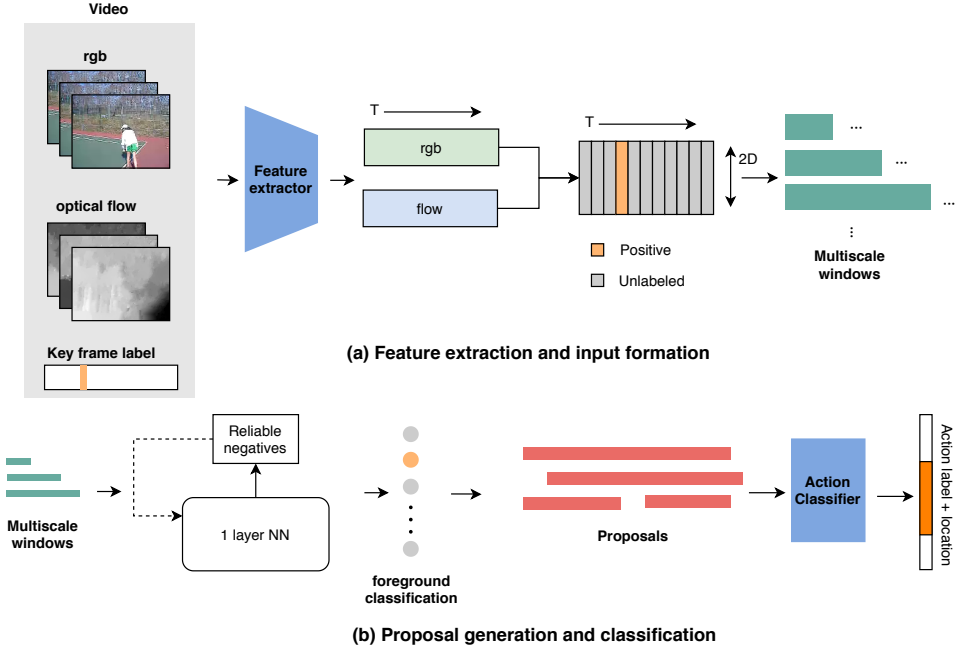 Video
rgb
optical flow
Key frame label
Feature
extractor
T
rgb
flow
T
2D
Positive
Unlabeled
...
...
...
...
Multiscale
windows
(a) Feature extraction and input formation
Multiscale
windows
Reliable
negatives
1 layer NN
foreground
classification
Proposals
Action
Classifier
Action label + location
(b) Proposal generation and classification